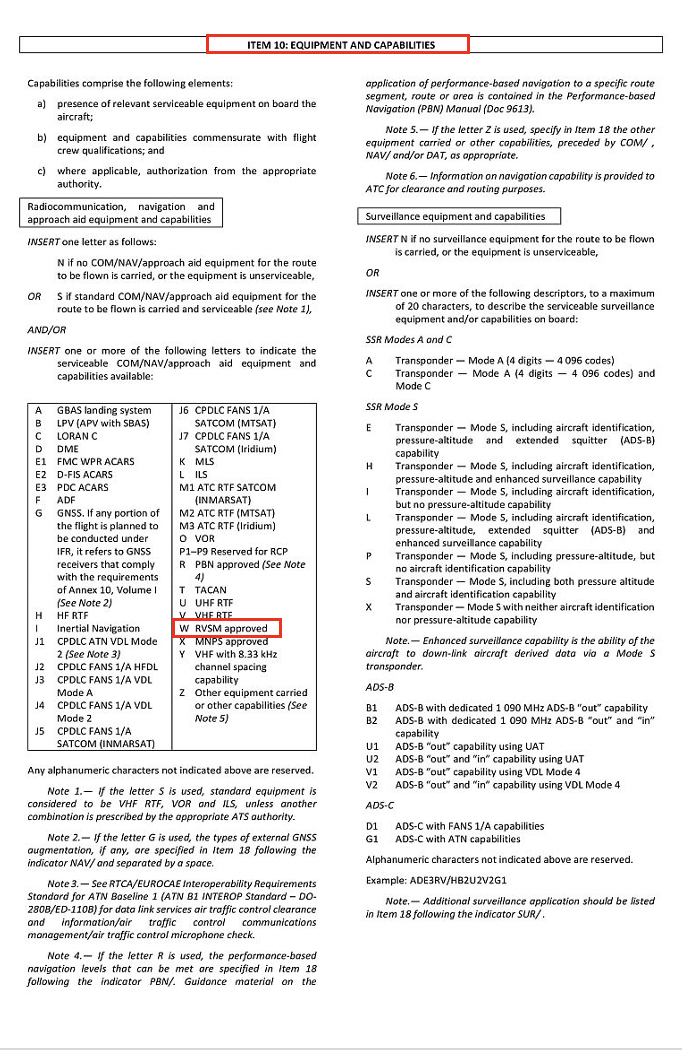 ITEM 10: EQUIPMENT AND CAPABILITIES
Capabilities comprise the following elements:
a) presence of relevant serviceable equipment on board the
aircraft;
b) equipment and capabilities commensurate with flight
crew qualifications; and
c) where applicable, authorization from the appropriate
authority.
Radiocommunication, navigation and
approach aid equipment and capabilities
INSERT one letter as follows:
N if no COM/NAV/approach aid equipment for the route
to be flown is carried, or the equipment is unserviceable,
OR S if standard COM/NAV/approach aid equipment for the
route to be flown is carried and serviceable (see Note 1),
AND/OR
INSERT one or more of the following letters to indicate the
serviceable COM/NAV/approach aid equipment and
capabilities available:
A GBAS landing system
B LPV (APV with SBAS)
C LORAN C
D DME
E1 FMC WPR ACARS
E2 D-FIS ACARS
E3 PDC ACARS
F ADF
G GNSS. If any portion of
the flight is planned to
be conducted under
IFR, it refers to GNSS
receivers that comply
with the requirements
of Annex 10, Volume I
(See Note 2)
H HF RTF
I Inertial Navigation
J1 CPDLC ATN VDL Mode
2 (See Note 3)
J2 CPDLC FANS 1/A HFDL
J3 CPDLC FANS 1/A VDL
Mode A
J4 CPDLC FANS 1/A VDL
Mode 2
J5 CPDLC FANS 1/A
SATCOM (INMARSAT)
J6 CPDLC FANS 1/A
SATCOM (MTSAT)
J7 CPDLC FANS 1/A
SATCOM (Iridium)
K MLS
L ILS
M1 ATC RTF SATCOM
(INMARSAT)
M2 ATC RTF (MTSAT)
M3 ATC RTF (Iridium)
O VOR
P1–P9 Reserved for RCP
R PBN approved (See Note
4)
T TACAN
U UHF RTF
V VHF RTF
W RVSM approved
X MNPS approved
Y VHF with 8.33 kHz
channel spacing
capability
Z Other equipment carried
or other capabilities (See
Note 5)
Any alphanumeric characters not indicated above are reserved.
Note 1.— If the letter S is used, standard equipment is
considered to be VHF RTF, VOR and ILS, unless another
combination is prescribed by the appropriate ATS authority.
Note 2.— If the letter G is used, the types of external GNSS
augmentation, if any, are specified in Item 18 following the
indicator NAV/ and separated by a space.
Note 3.— See RTCA/EUROCAE Interoperability Requirements
Standard for ATN Baseline 1 (ATN B1 INTEROP Standard – DO-
280B/ED-110B) for data link services air traffic control clearance
and information/air traffic control communications
management/air traffic control microphone check.
Note 4.— If the letter R is used, the performance-based
navigation levels that can be met are specified in Item 18
following the indicator PBN/. Guidance material on the
application of performance-based navigation to a specific route
segment, route or area is contained in the Performance-based
Navigation (PBN) Manual (Doc 9613).
Note 5.— If the letter Z is used, specify in Item 18 the other
equipment carried or other capabilities, preceded by COM/ ,
NAV/ and/or DAT, as appropriate.
Note 6.— Information on navigation capability is provided to
ATC for clearance and routing purposes.
Surveillance equipment and capabilities
INSERT N if no surveillance equipment for the route to be flown
is carried, or the equipment is unserviceable,
OR
INSERT one or more of the following descriptors, to a maximum
of 20 characters, to describe the serviceable surveillance
equipment and/or capabilities on board:
SSR Modes A and C
A Transponder — Mode A (4 digits — 4 096 codes)
C Transponder — Mode A (4 digits — 4 096 codes) and
Mode C
SSR Mode S
E Transponder — Mode S, including aircraft identification,
pressure-altitude and extended squitter (ADS-B)
capability
H Transponder — Mode S, including aircraft identification,
pressure-altitude and enhanced surveillance capability
I Transponder — Mode S, including aircraft identification,
but no pressure-altitude capability
L Transponder — Mode S, including aircraft identification,
pressure-altitude, extended squitter (ADS-B) and
enhanced surveillance capability
P Transponder — Mode S, including pressure-altitude, but
no aircraft identification capability
S Transponder — Mode S, including both pressure altitude
and aircraft identification capability
X Transponder — Mode S with neither aircraft identification
nor pressure-altitude capability
Note.— Enhanced surveillance capability is the ability of the
aircraft to down-link aircraft derived data via a Mode S
transponder.
ADS-B
B1 ADS-B with dedicated 1 090 MHz ADS-B “out” capability
B2 ADS-B with dedicated 1 090 MHz ADS-B “out” and “in”
capability
U1 ADS-B “out” capability using UAT
U2 ADS-B “out” and “in” capability using UAT
V1 ADS-B “out” capability using VDL Mode 4
V2 ADS-B “out” and “in” capability using VDL Mode 4
ADS-C
D1 ADS-C with FANS 1/A capabilities
G1 ADS-C with ATN capabilities
Alphanumeric characters not indicated above are reserved.
Example: ADE3RV/HB2U2V2G1
Note.— Additional surveillance application should be listed
in Item 18 following the indicator SUR/ .